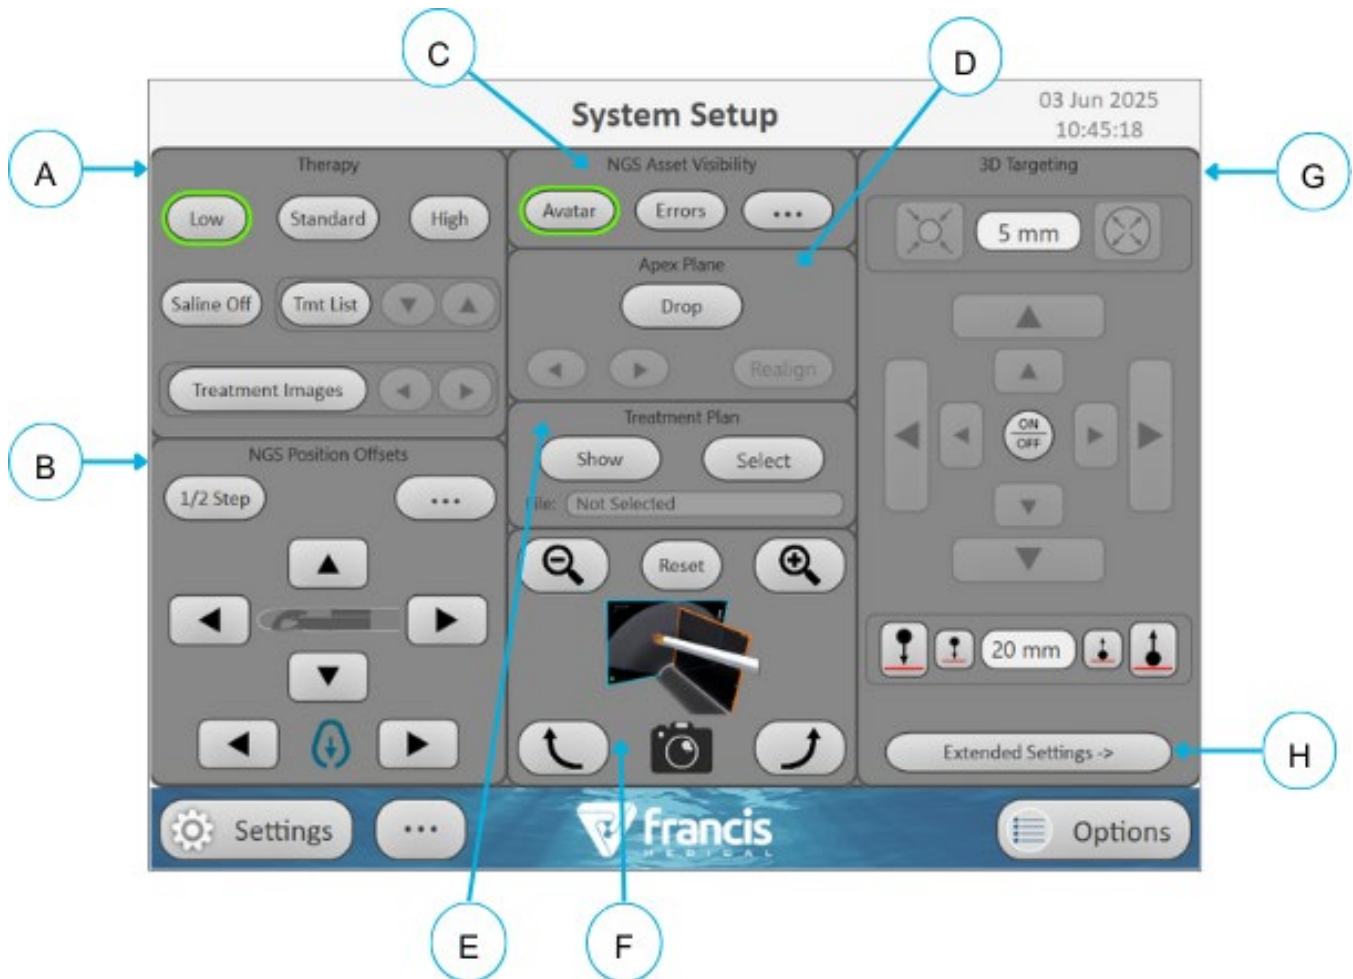 C
D
System Setup
03 Jun 2025
10:45:18
A
Therapy
NGS Asset Visibility
3D Targeting
G
Low
Standard
High
Avatar
Errors
...
5 mm
Apex Plane
Saline Off
Tmt List
Drop
Realign
Treatment Images
Treatment Plan
ON
OFF
B
NGS Position Offsets
Show
Select
1/2 Step
...
File: Not Selected
Reset
20 mm
Extended Settings ->
H
Settings
...
francis
MEDICAL
Options
E
F